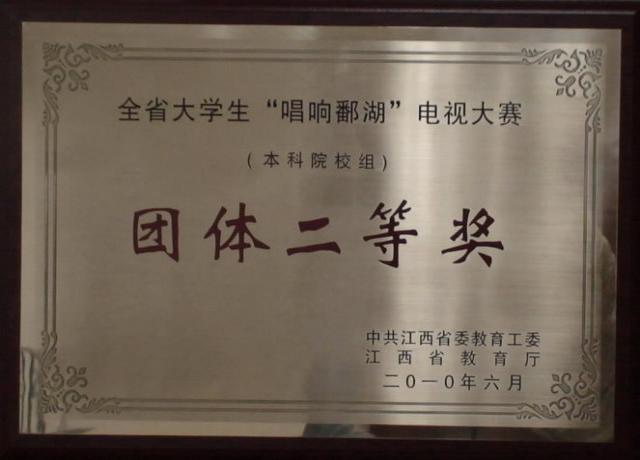 全省大学生“唱响鄱湖”电视大赛
(本科院校组)
团体二等奖
中共江西省委教育工委
江西省教育厅
二0一0年六月